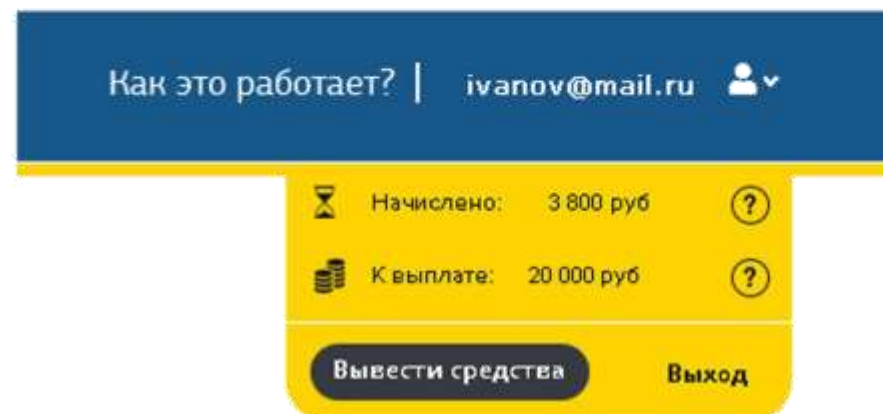 Как это работает? | ivanov@mail.ru
Начислено: 3 800 руб ?
К выплате: 20 000 руб ?
Вывести средства Выход